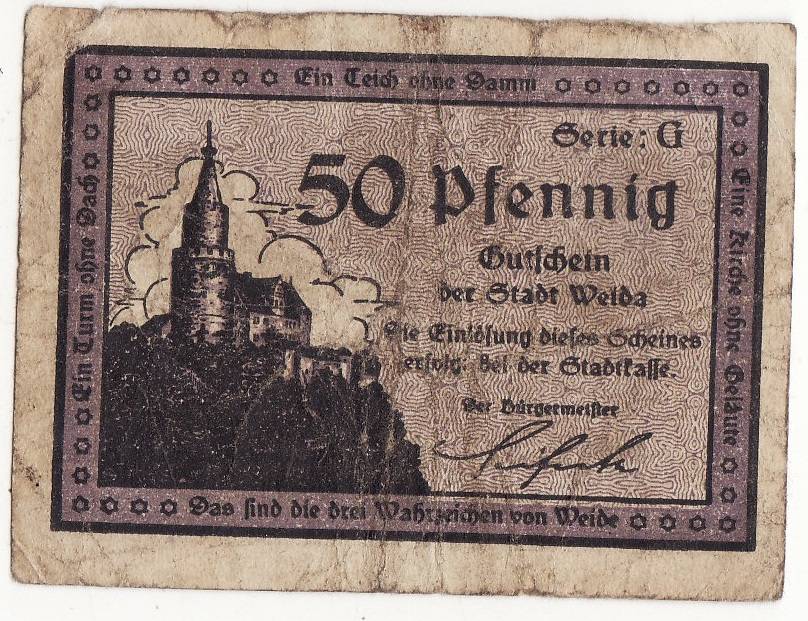 Ein Teich ohne Damm
Ein Turm ohne Dach
Eine Kirche ohne Geläute
Serie: G
50 Pfennig
Gutschein
der Stadt Weida
Die Einlösung dieses Scheines
erfolgt bei der Stadtkasse.
Der Bürgermeister
Das sind die drei Wahrzeichen von Weide